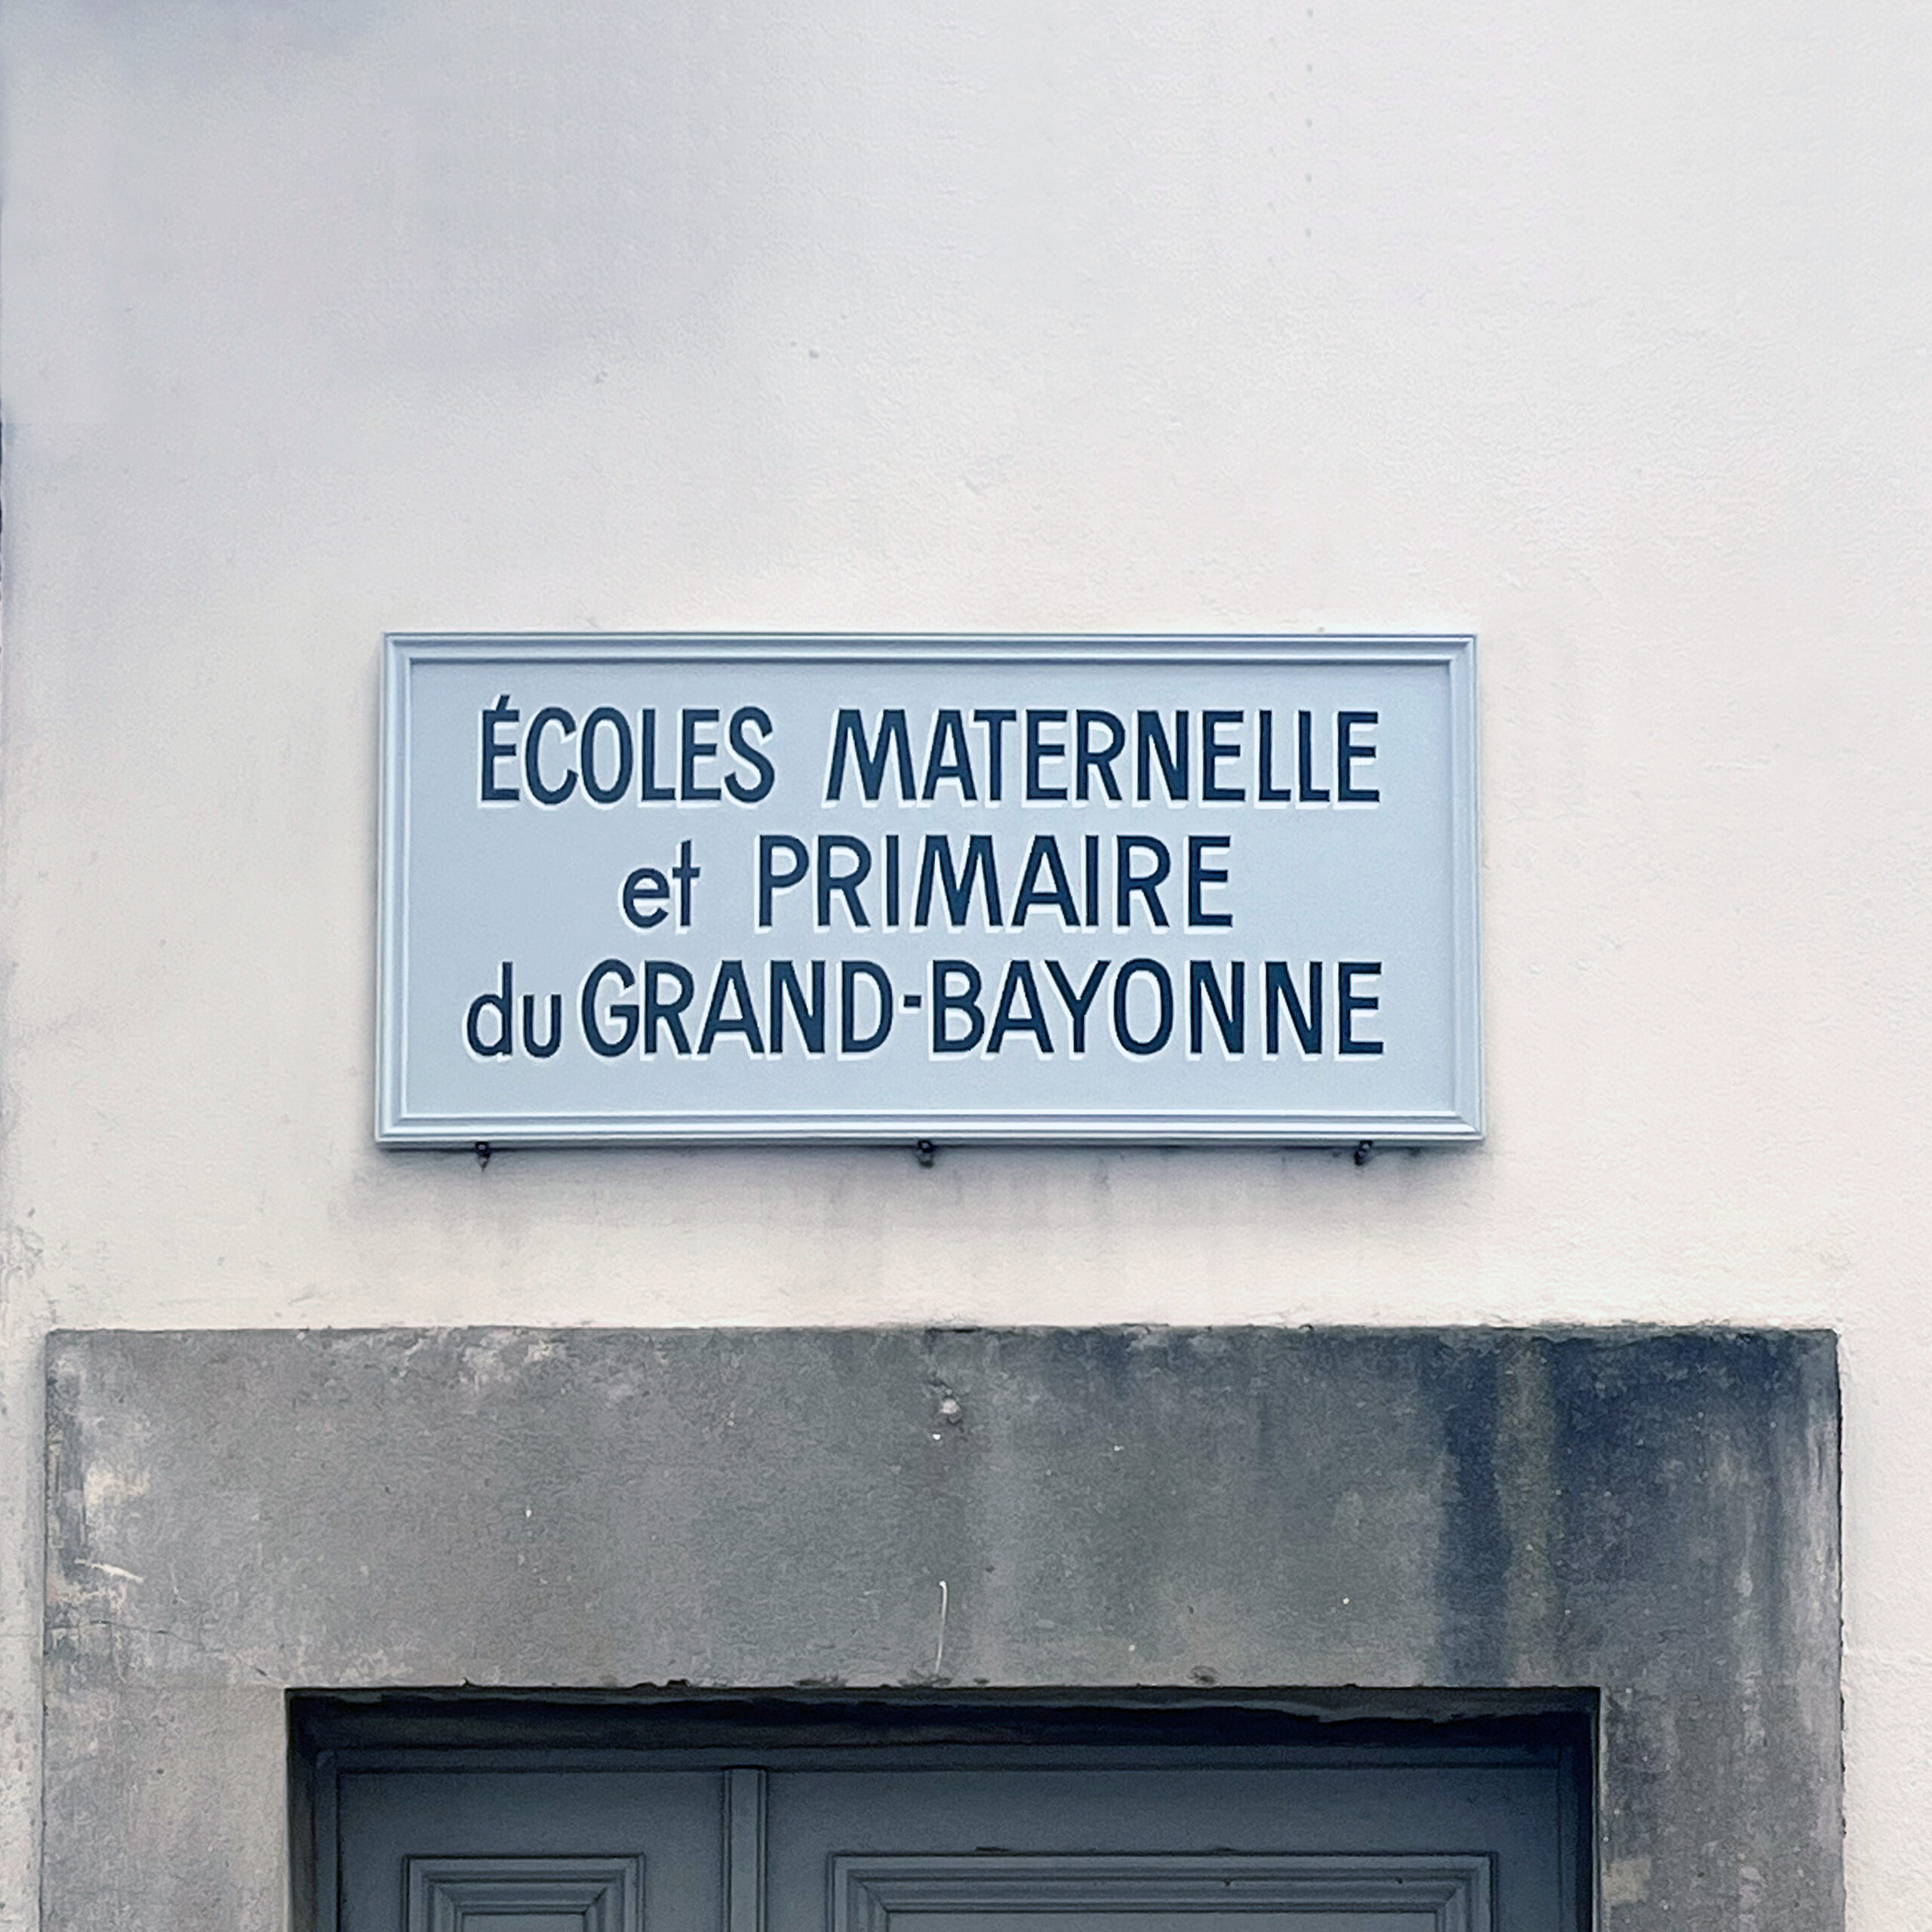 ÉCOLES MATERNELLE
et PRIMAIRE
du GRAND-BAYONNE